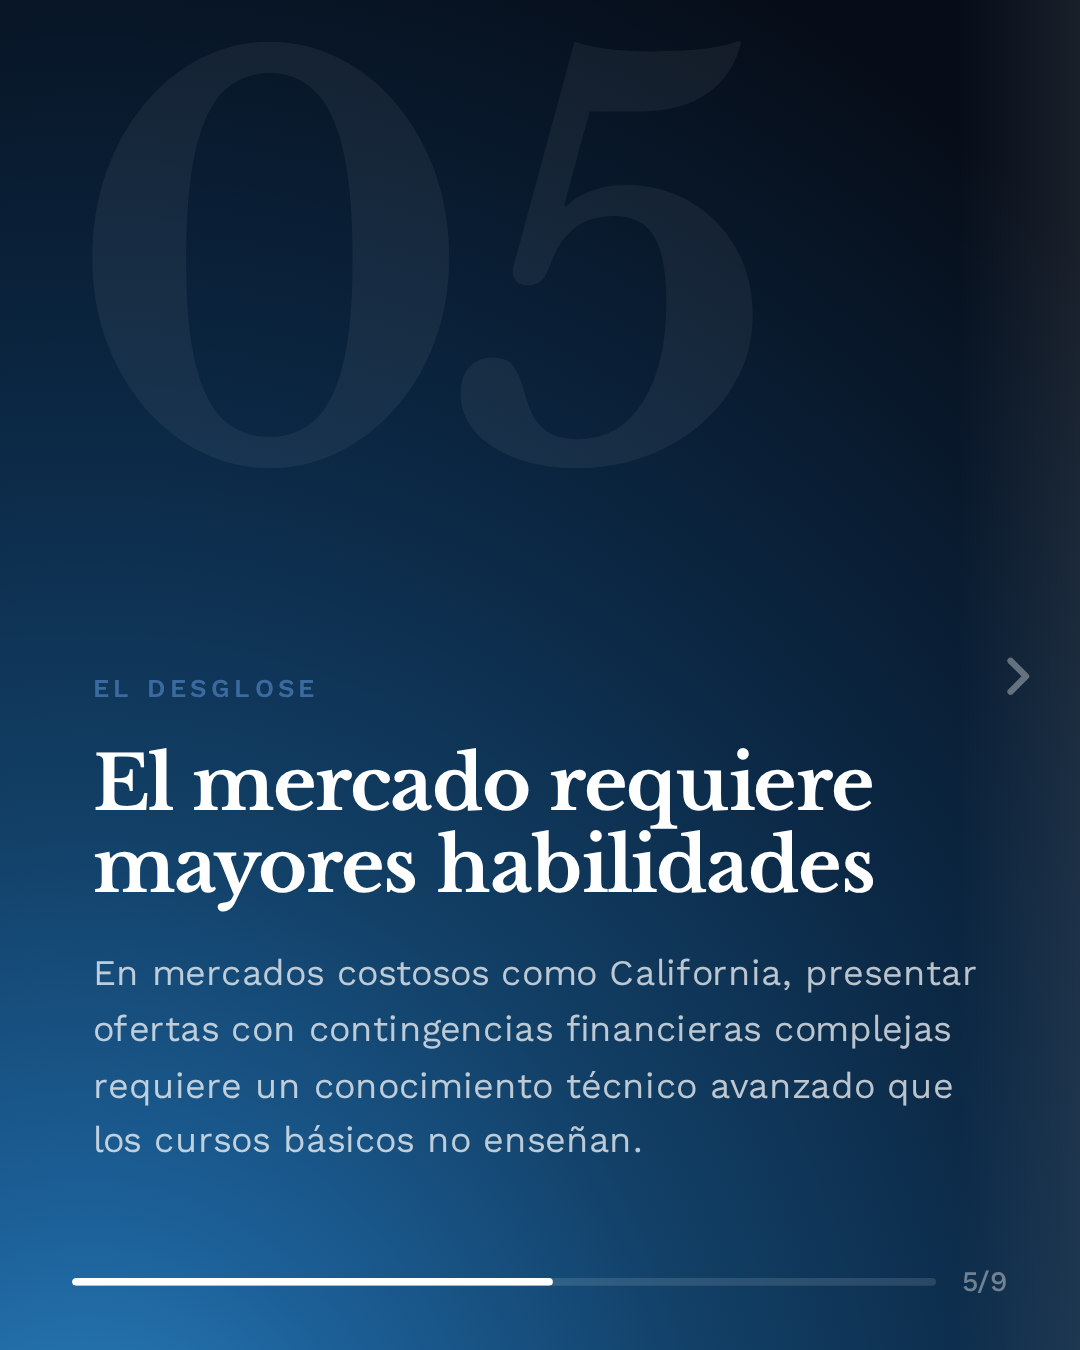 05
EL DESGLOSE
El mercado requiere
mayores habilidades
En mercados costosos como California, presentar
ofertas con contingencias financieras complejas
requiere un conocimiento técnico avanzado que
los cursos básicos no enseñan.
5/9